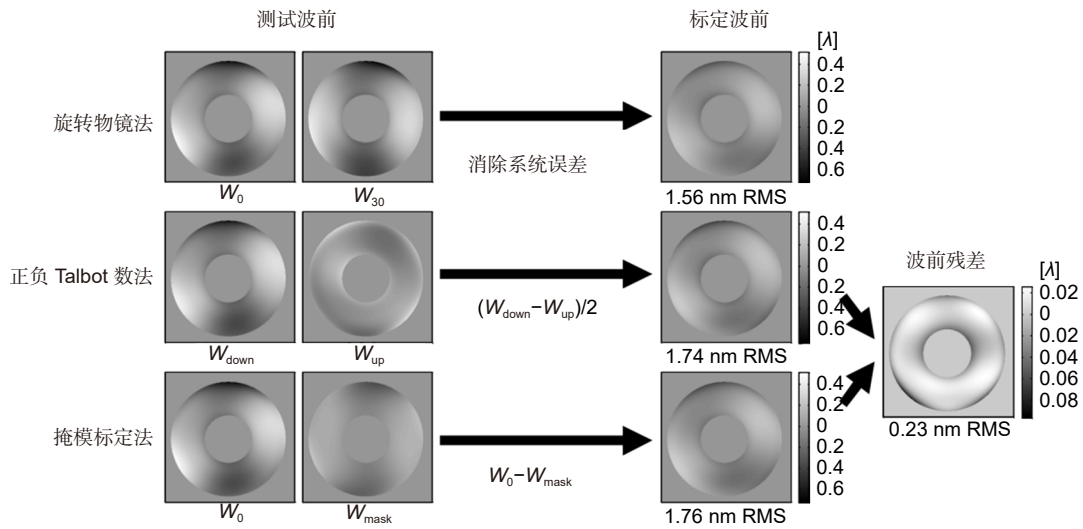 测试波前
标定波前
[λ]
0.4
0.2
0
0.2
0.4
0.6
旋转物镜法
消除系统误差
W0
W30
1.56 nm RMS
0.4
0.2
0
0.2
0.4
0.6
正负 Talbot 数法
(Wdown−Wup)/2
Wdown
Wup
1.74 nm RMS
波前残差
[λ]
0.02
0
0.02
0.04
0.06
0.08
0.23 nm RMS
0.4
0.2
0
0.2
0.4
0.6
掩模标定法
W0−Wmask
W0
Wmask
1.76 nm RMS